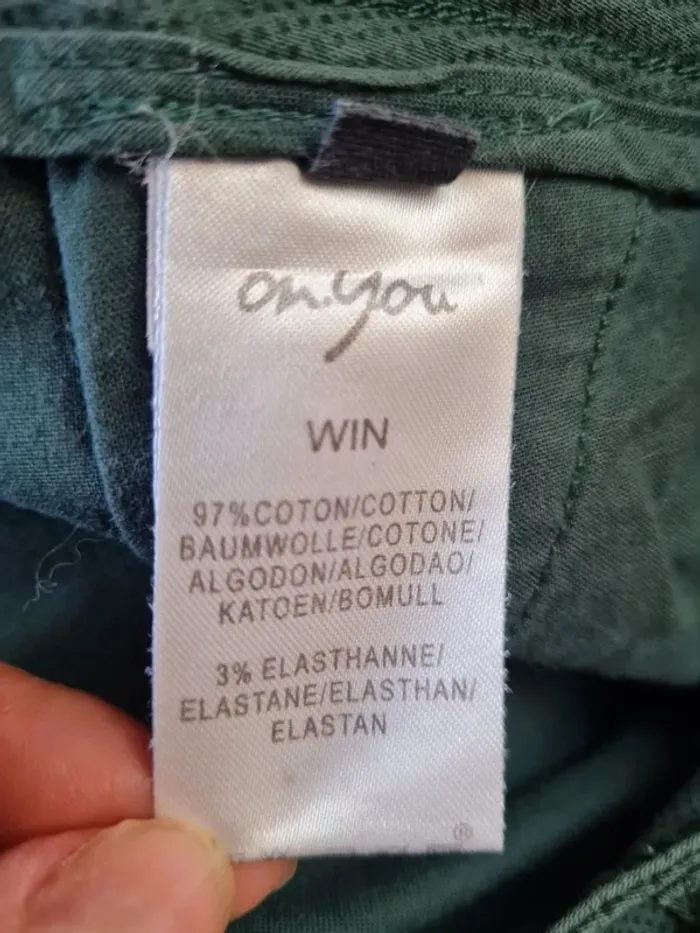 on.you
WIN
97%COTON/COTTON/
BAUMWOLLE/COTONE/
ALGODON/ALGODAO/
KATOEN/BOMULL
3% ELASTHANNE/
ELASTANE/ELASTHAN/
ELASTAN
®